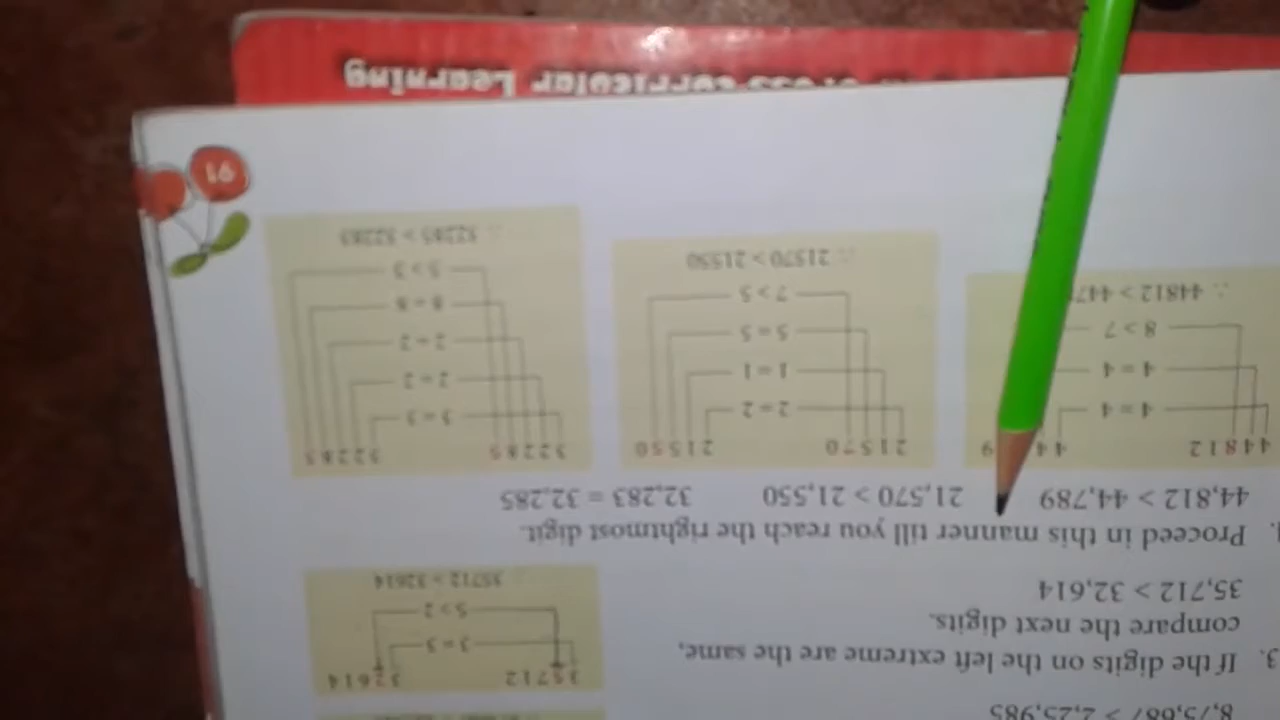 8,75,687 > 2,25,985
3. If the digits on the left extreme are the same,
compare the next digits.
35,712 > 32,614
35712 32614
3 = 3
5 > 2
35712 > 32614
Proceed in this manner till you reach the rightmost digit.
44,812 > 44,789 21,570 > 21,550 32,283 = 32,285
44812 44 9
4 = 4
4 = 4
8 > 7
∴ 44812 > 447
21570 21550
2 = 2
1 = 1
5 = 5
7 > 5
∴ 21570 > 21550
32285 32283
3 = 3
2 = 2
2 = 2
8 = 8
5 > 3
∴ 32285 > 32283
91
Learning